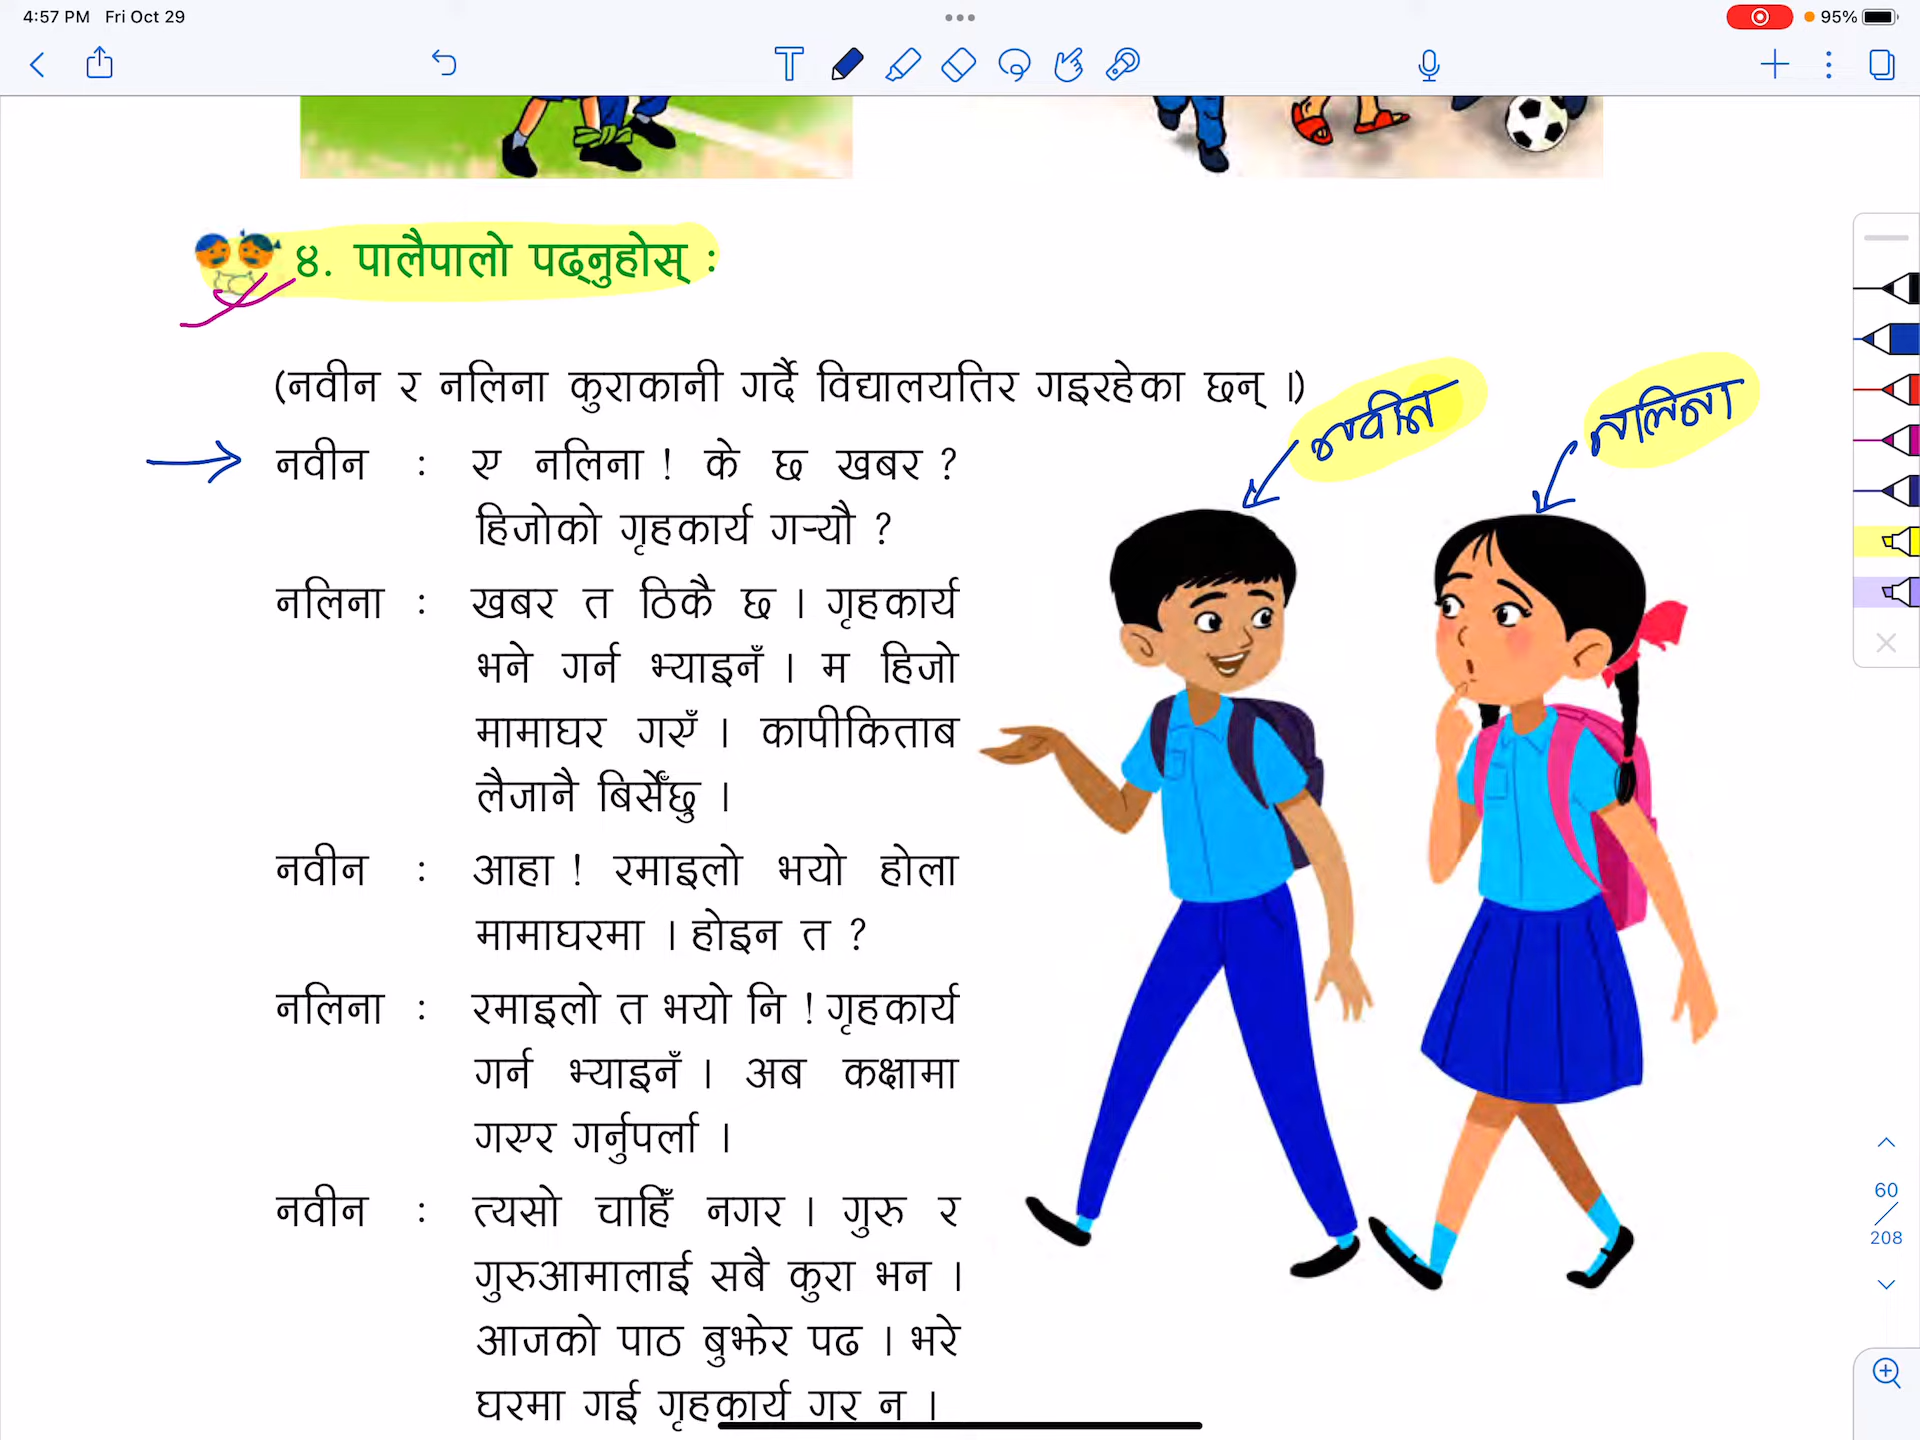 4:57 PM Fri Oct 29
95%
४. पालैपालो पढ्नुहोस् :
(नवीन र नलिना कुराकानी गर्दै विद्यालयतिर गइरहेका छन् ।)
नवीन
नलिना
नवीन : ए नलिना ! के छ खबर ?
हिजोको गृहकार्य गऱ्यौ ?
नलिना : खबर त ठिकै छ । गृहकार्य
भने गर्न भ्याइनँ । म हिजो
मामाघर गएँ । कापीकिताब
लैजानै बिर्सेँछु ।
नवीन : आहा ! रमाइलो भयो होला
मामाघरमा । होइन त ?
नलिना : रमाइलो त भयो नि ! गृहकार्य
गर्न भ्याइनँ । अब कक्षामा
गएर गर्नुपर्ला ।
नवीन : त्यसो चाहिँ नगर । गुरु र
गुरुआमालाई सबै कुरा भन ।
आजको पाठ बुझेर पढ । भरे
घरमा गई गृहकार्य गर न ।
60
/
208